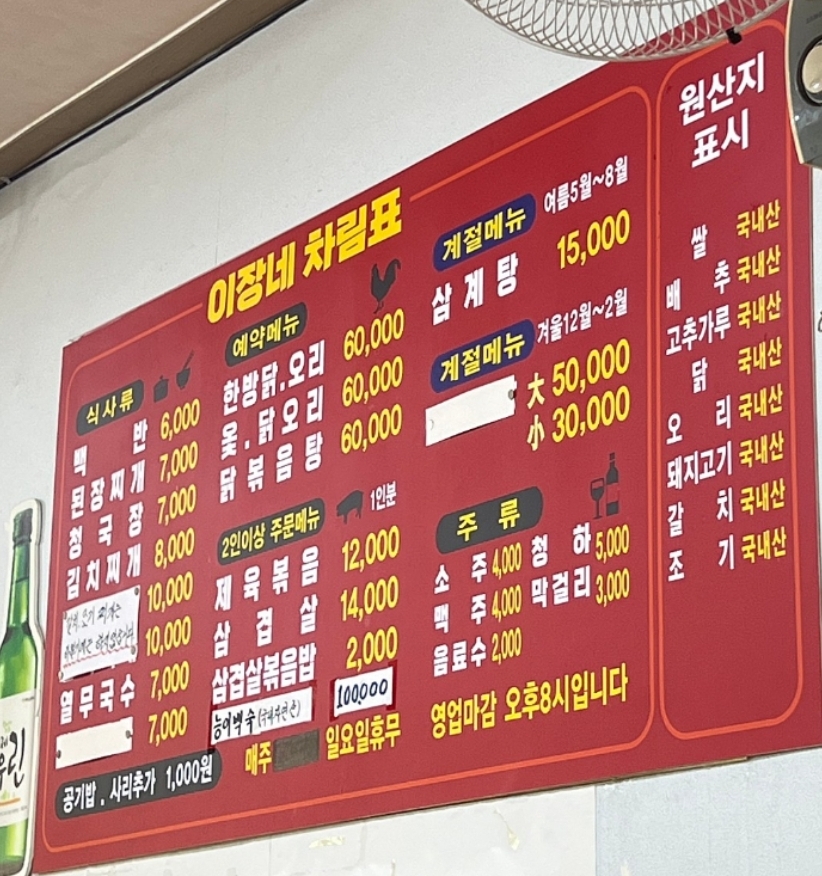 이장네 차림표
식사류
백반 6,000
된장찌개 7,000
청국장 7,000
김치찌개 8,000
10,000
10,000
열무국수 7,000
7,000
공기밥 . 사리추가 1,000원
예약메뉴
한방닭.오리 60,000
옻.닭오리 60,000
닭볶음탕 60,000
2인이상 주문메뉴 1인분
제육볶음 12,000
삼겹살 14,000
삼겹살볶음밥 2,000
능이백숙 100,000
매주 일요일휴무
계절메뉴 여름5월~8월
삼계탕 15,000
계절메뉴 겨울12월~2월
大 50,000
小 30,000
주류
소주 4,000 청하 5,000
맥주 4,000 막걸리 3,000
음료수 2,000
영업마감 오후8시입니다
원산지
표시
쌀 국내산
배추 국내산
고추가루 국내산
닭 국내산
오리 국내산
돼지고기 국내산
갈치 국내산
조기 국내산